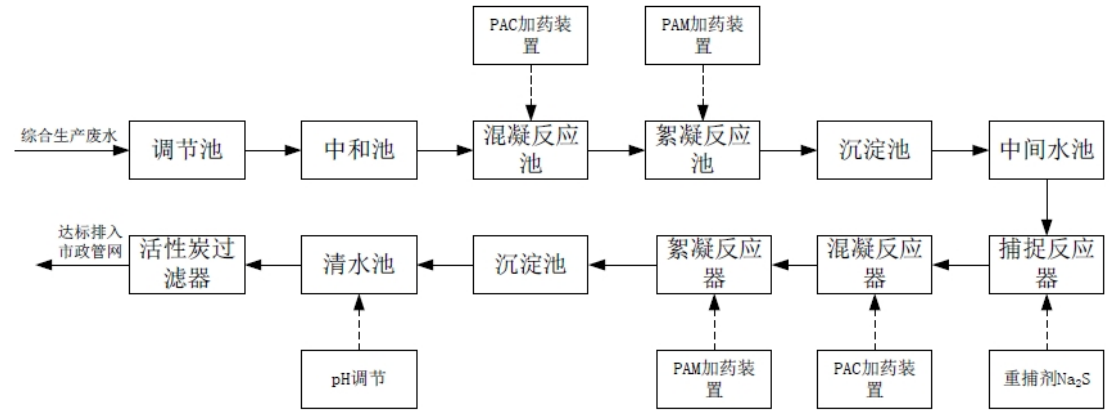 PAC加药装
置
PAM加药装
置
综合生产废水
调节池
中和池
混凝反应
池
絮凝反应
池
沉淀池
中间水池
达标排入
市政管网
活性炭过
滤器
清水池
沉淀池
絮凝反应
器
混凝反应
器
捕捉反应
器
pH调节
PAM加药装
置
PAC加药装
置
重捕剂Na₂S